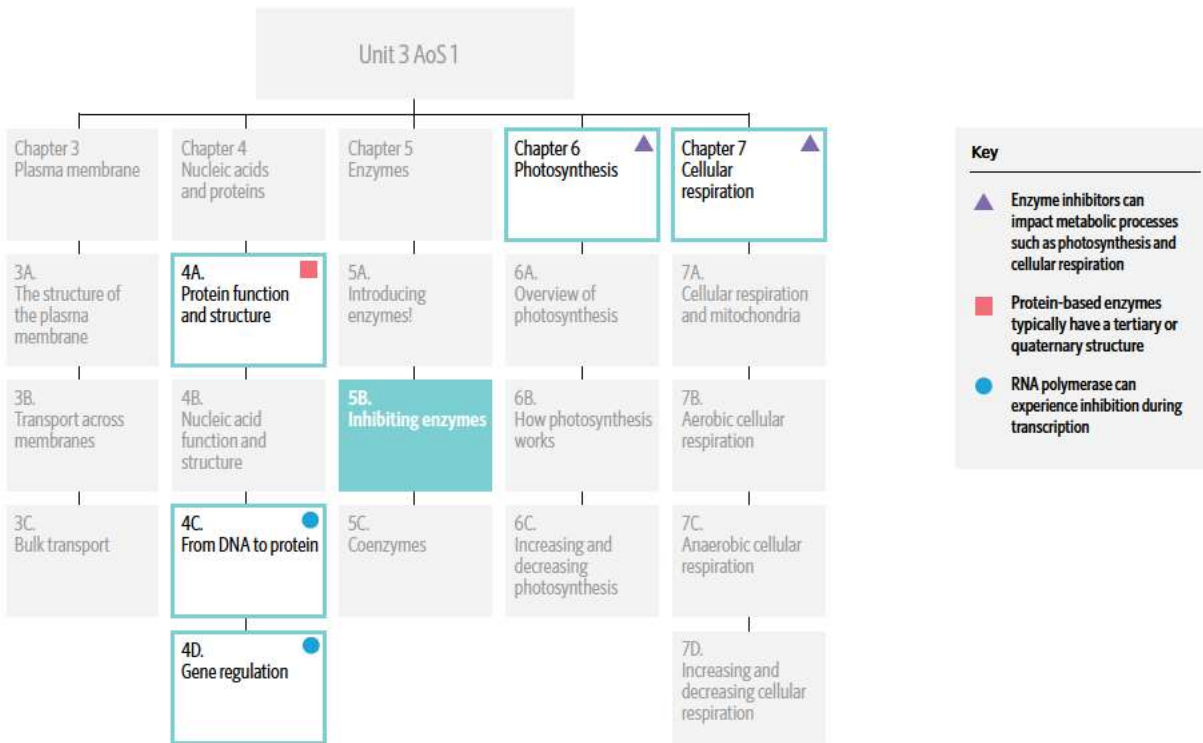 Unit 3 AoS 1
Chapter 3
Plasma membrane
Chapter 4
Nucleic acids
and proteins
Chapter 5
Enzymes
Chapter 6
Photosynthesis
Chapter 7
Cellular
respiration
3A.
The structure of
the plasma
membrane
4A.
Protein function
and structure
5A.
Introducing
enzymes!
6A.
Overview of
photosynthesis
7A.
Cellular respiration
and mitochondria
3B.
Transport across
membranes
4B.
Nucleic acid
function and
structure
5B.
Inhibiting enzymes
6B.
How photosynthesis
works
7B.
Aerobic cellular
respiration
3C.
Bulk transport
4C.
From DNA to protein
5C.
Coenzymes
6C.
Increasing and
decreasing
photosynthesis
7C.
Anaerobic cellular
respiration
4D.
Gene regulation
7D.
Increasing and
decreasing cellular
respiration
Key
Enzyme inhibitors can
impact metabolic processes
such as photosynthesis and
cellular respiration
Protein-based enzymes
typically have a tertiary or
quaternary structure
RNA polymerase can
experience inhibition during
transcription